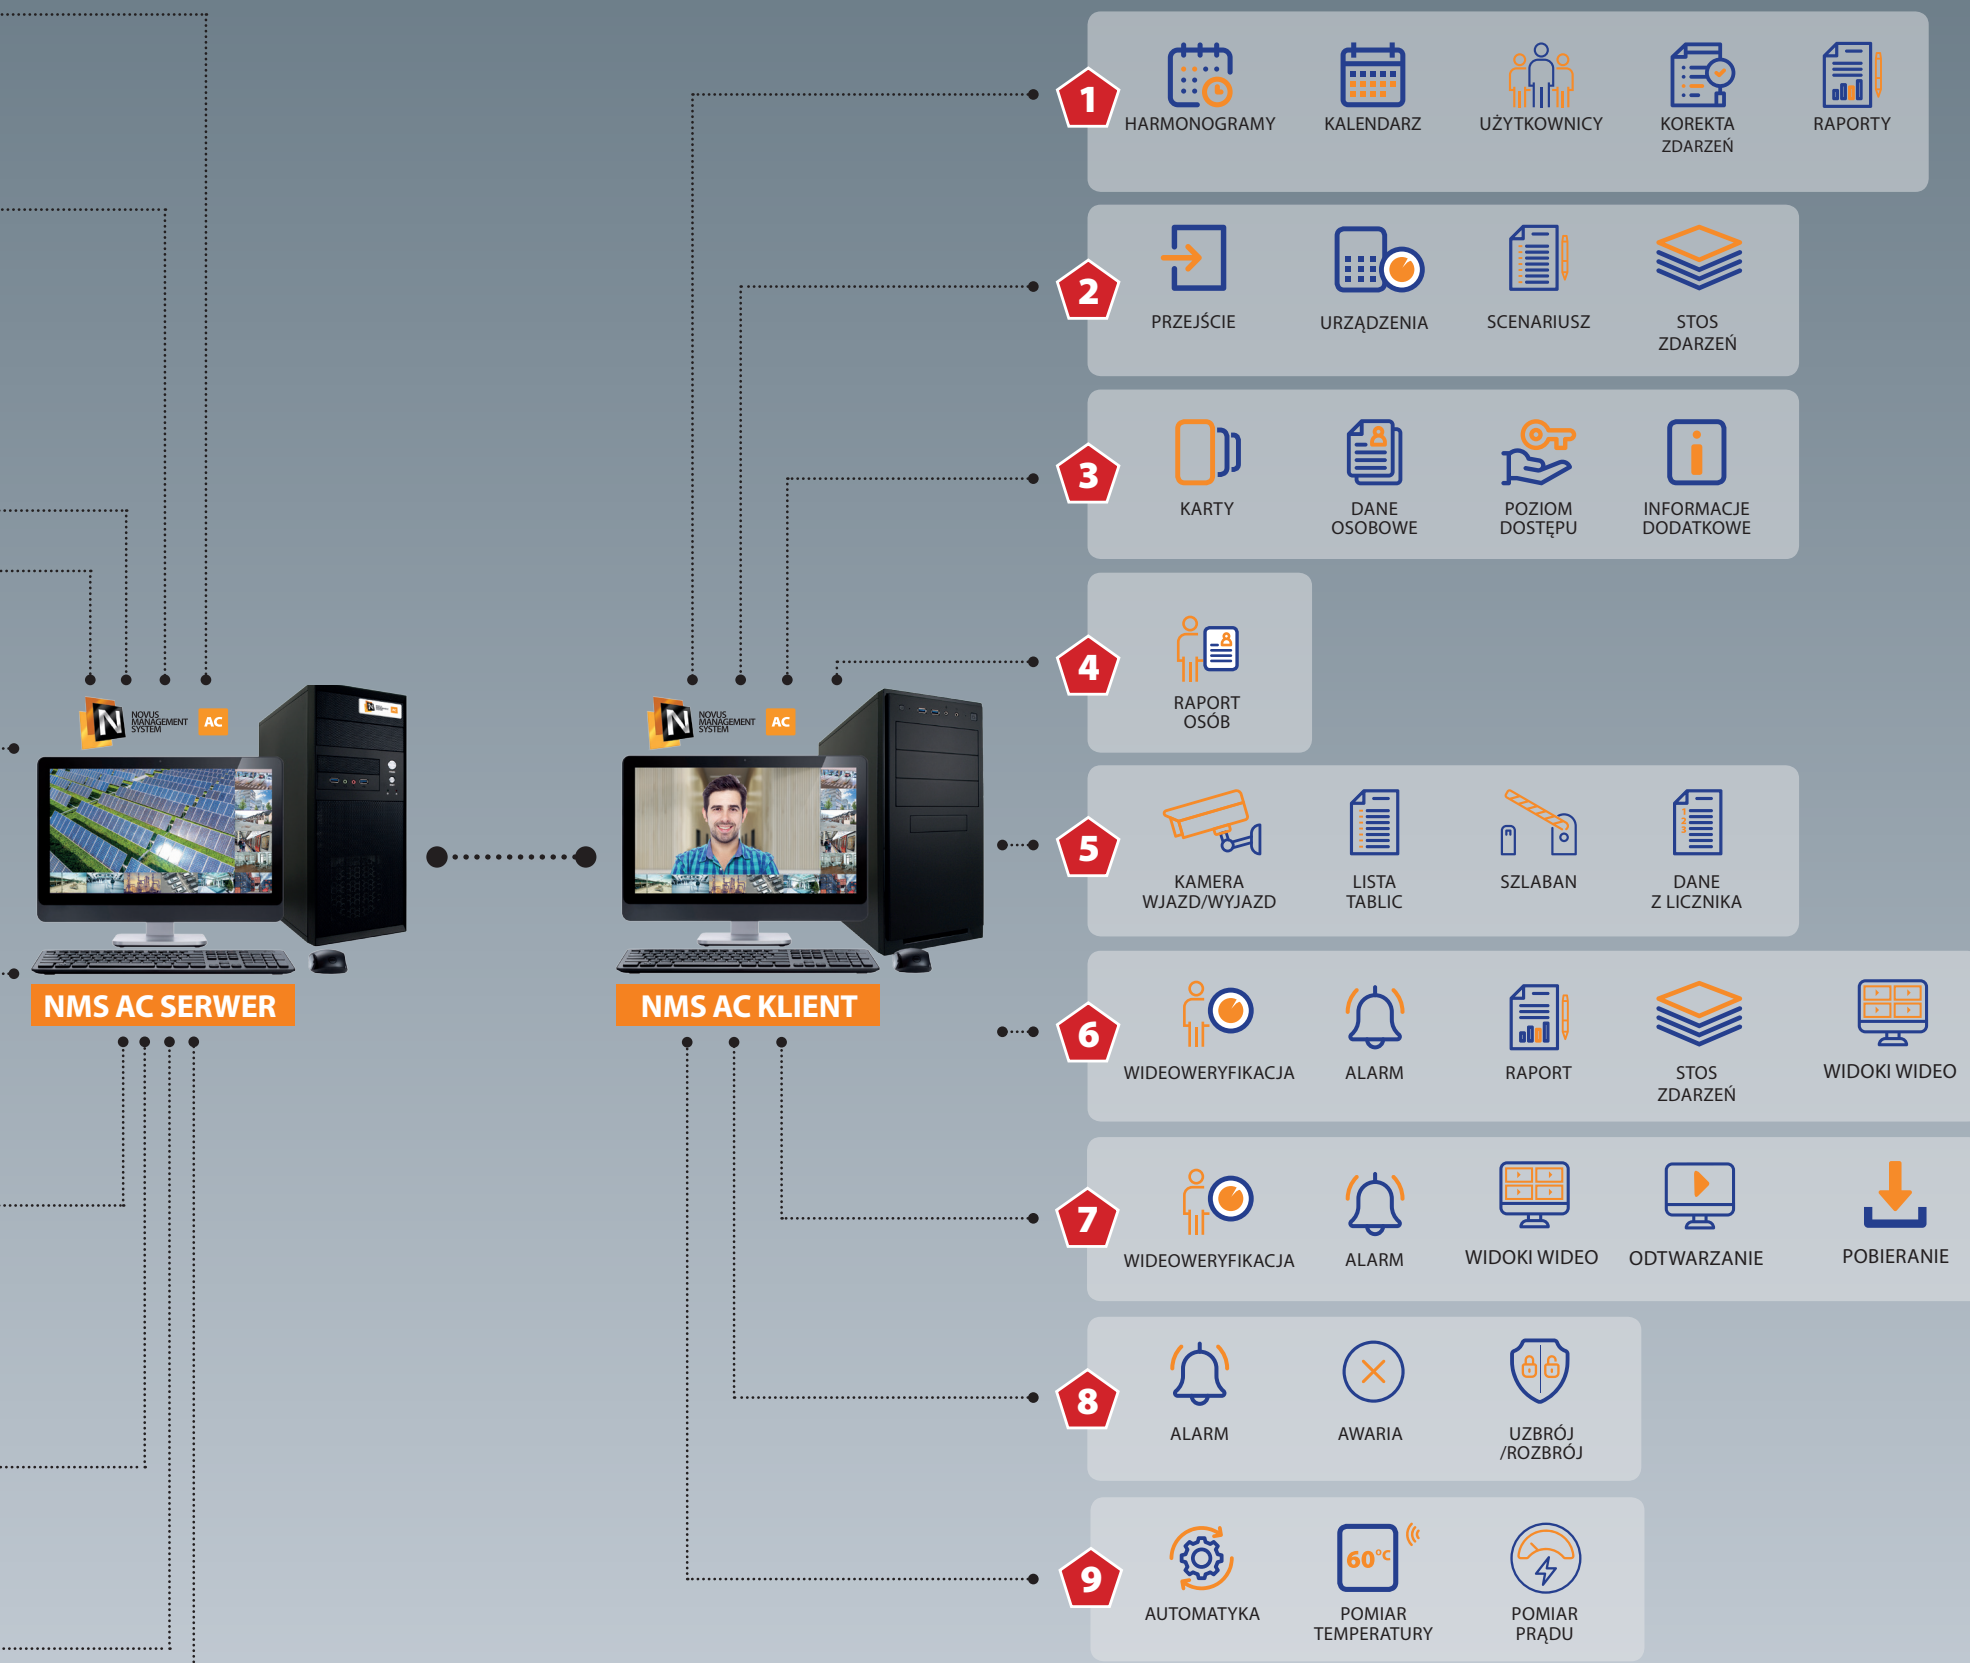 1
HARMONOGRAMY
KALENDARZ
UŻYTKOWNICY
KOREKTA
ZDARZEŃ
RAPORTY
2
PRZEJŚCIE
URZĄDZENIA
SCENARIUSZ
STOS
ZDARZEŃ
3
KARTY
DANE
OSOBOWE
POZIOM
DOSTĘPU
INFORMACJE
DODATKOWE
4
RAPORT
OSÓB
N
NOVUS
MANAGEMENT
SYSTEM
AC
NMS AC SERWER
N
NOVUS
MANAGEMENT
SYSTEM
AC
NMS AC KLIENT
5
KAMERA
WJAZD/WYJAZD
LISTA
TABLIC
SZLABAN
1
2
3
DANE
Z LICZNIKA
6
WIDEOWERYFIKACJA
ALARM
RAPORT
STOS
ZDARZEŃ
WIDOKI WIDEO
7
WIDEOWERYFIKACJA
ALARM
WIDOKI WIDEO
ODTWARZANIE
POBIERANIE
8
ALARM
AWARIA
UZBRÓJ
/ROZBRÓJ
9
AUTOMATYKA
60°C
POMIAR
TEMPERATURY
POMIAR
PRĄDU